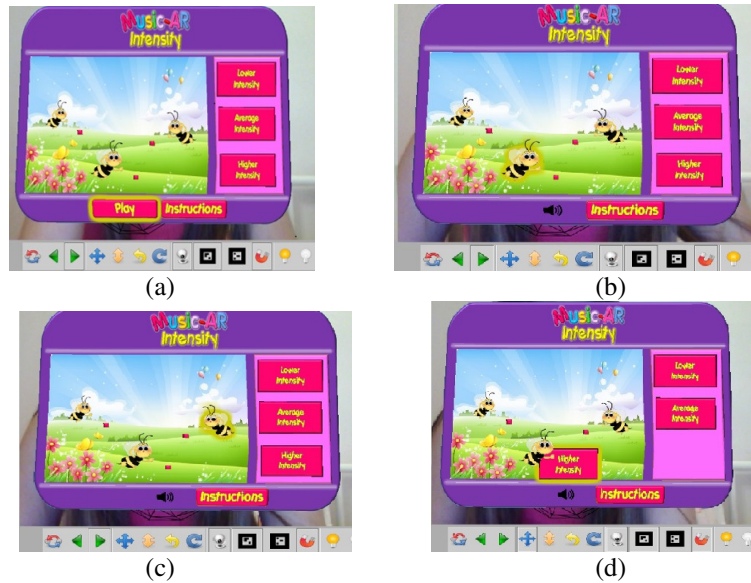 Music-AR
Intensity
Lower
Intensity
Average
Intensity
Higher
Intensity
Play
Instructions
(a)
Music-AR
Intensity
Lower
Intensity
Average
Intensity
Higher
Intensity
Instructions
(b)
Music-AR
Intensity
Lower
Intensity
Average
Intensity
Higher
Intensity
Instructions
(c)
Music-AR
Intensity
Lower
Intensity
Average
Intensity
Higher
Intensity
Instructions
(d)